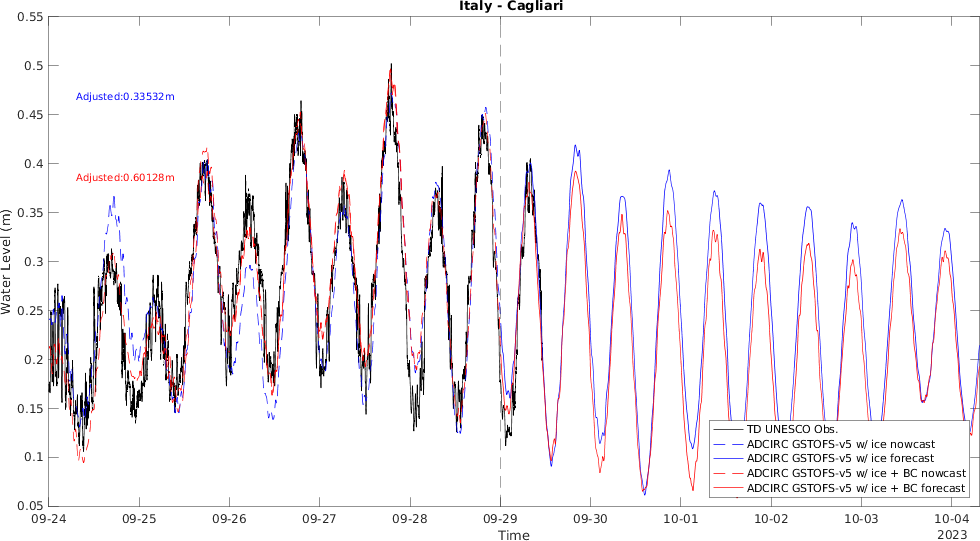 Italy - Cagliari
0.55
0.5
0.45
0.4
0.35
0.3
0.25
0.2
0.15
0.1
0.05
Water Level (m)
Adjusted:0.33532m
Adjusted:0.60128m
TD UNESCO Obs.
ADCIRC GSTOFS-v5 w/ ice nowcast
ADCIRC GSTOFS-v5 w/ ice forecast
ADCIRC GSTOFS-v5 w/ ice + BC nowcast
ADCIRC GSTOFS-v5 w/ ice + BC forecast
09-24 09-25 09-26 09-27 09-28 09-29 09-30 10-01 10-02 10-03 10-04
Time
2023